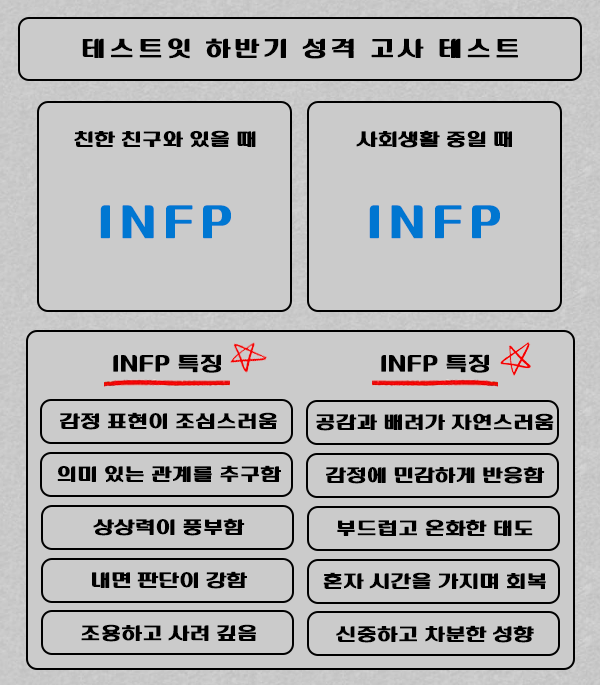 테스트잇 하반기 성격 고사 테스트
친한 친구와 있을 때
INFP
사회생활 중일 때
INFP
INFP 특징
감정 표현이 조심스러움
의미 있는 관계를 추구함
상상력이 풍부함
내면 판단이 강함
조용하고 사려 깊음
INFP 특징
공감과 배려가 자연스러움
감정에 민감하게 반응함
부드럽고 온화한 태도
혼자 시간을 가지며 회복
신중하고 차분한 성향